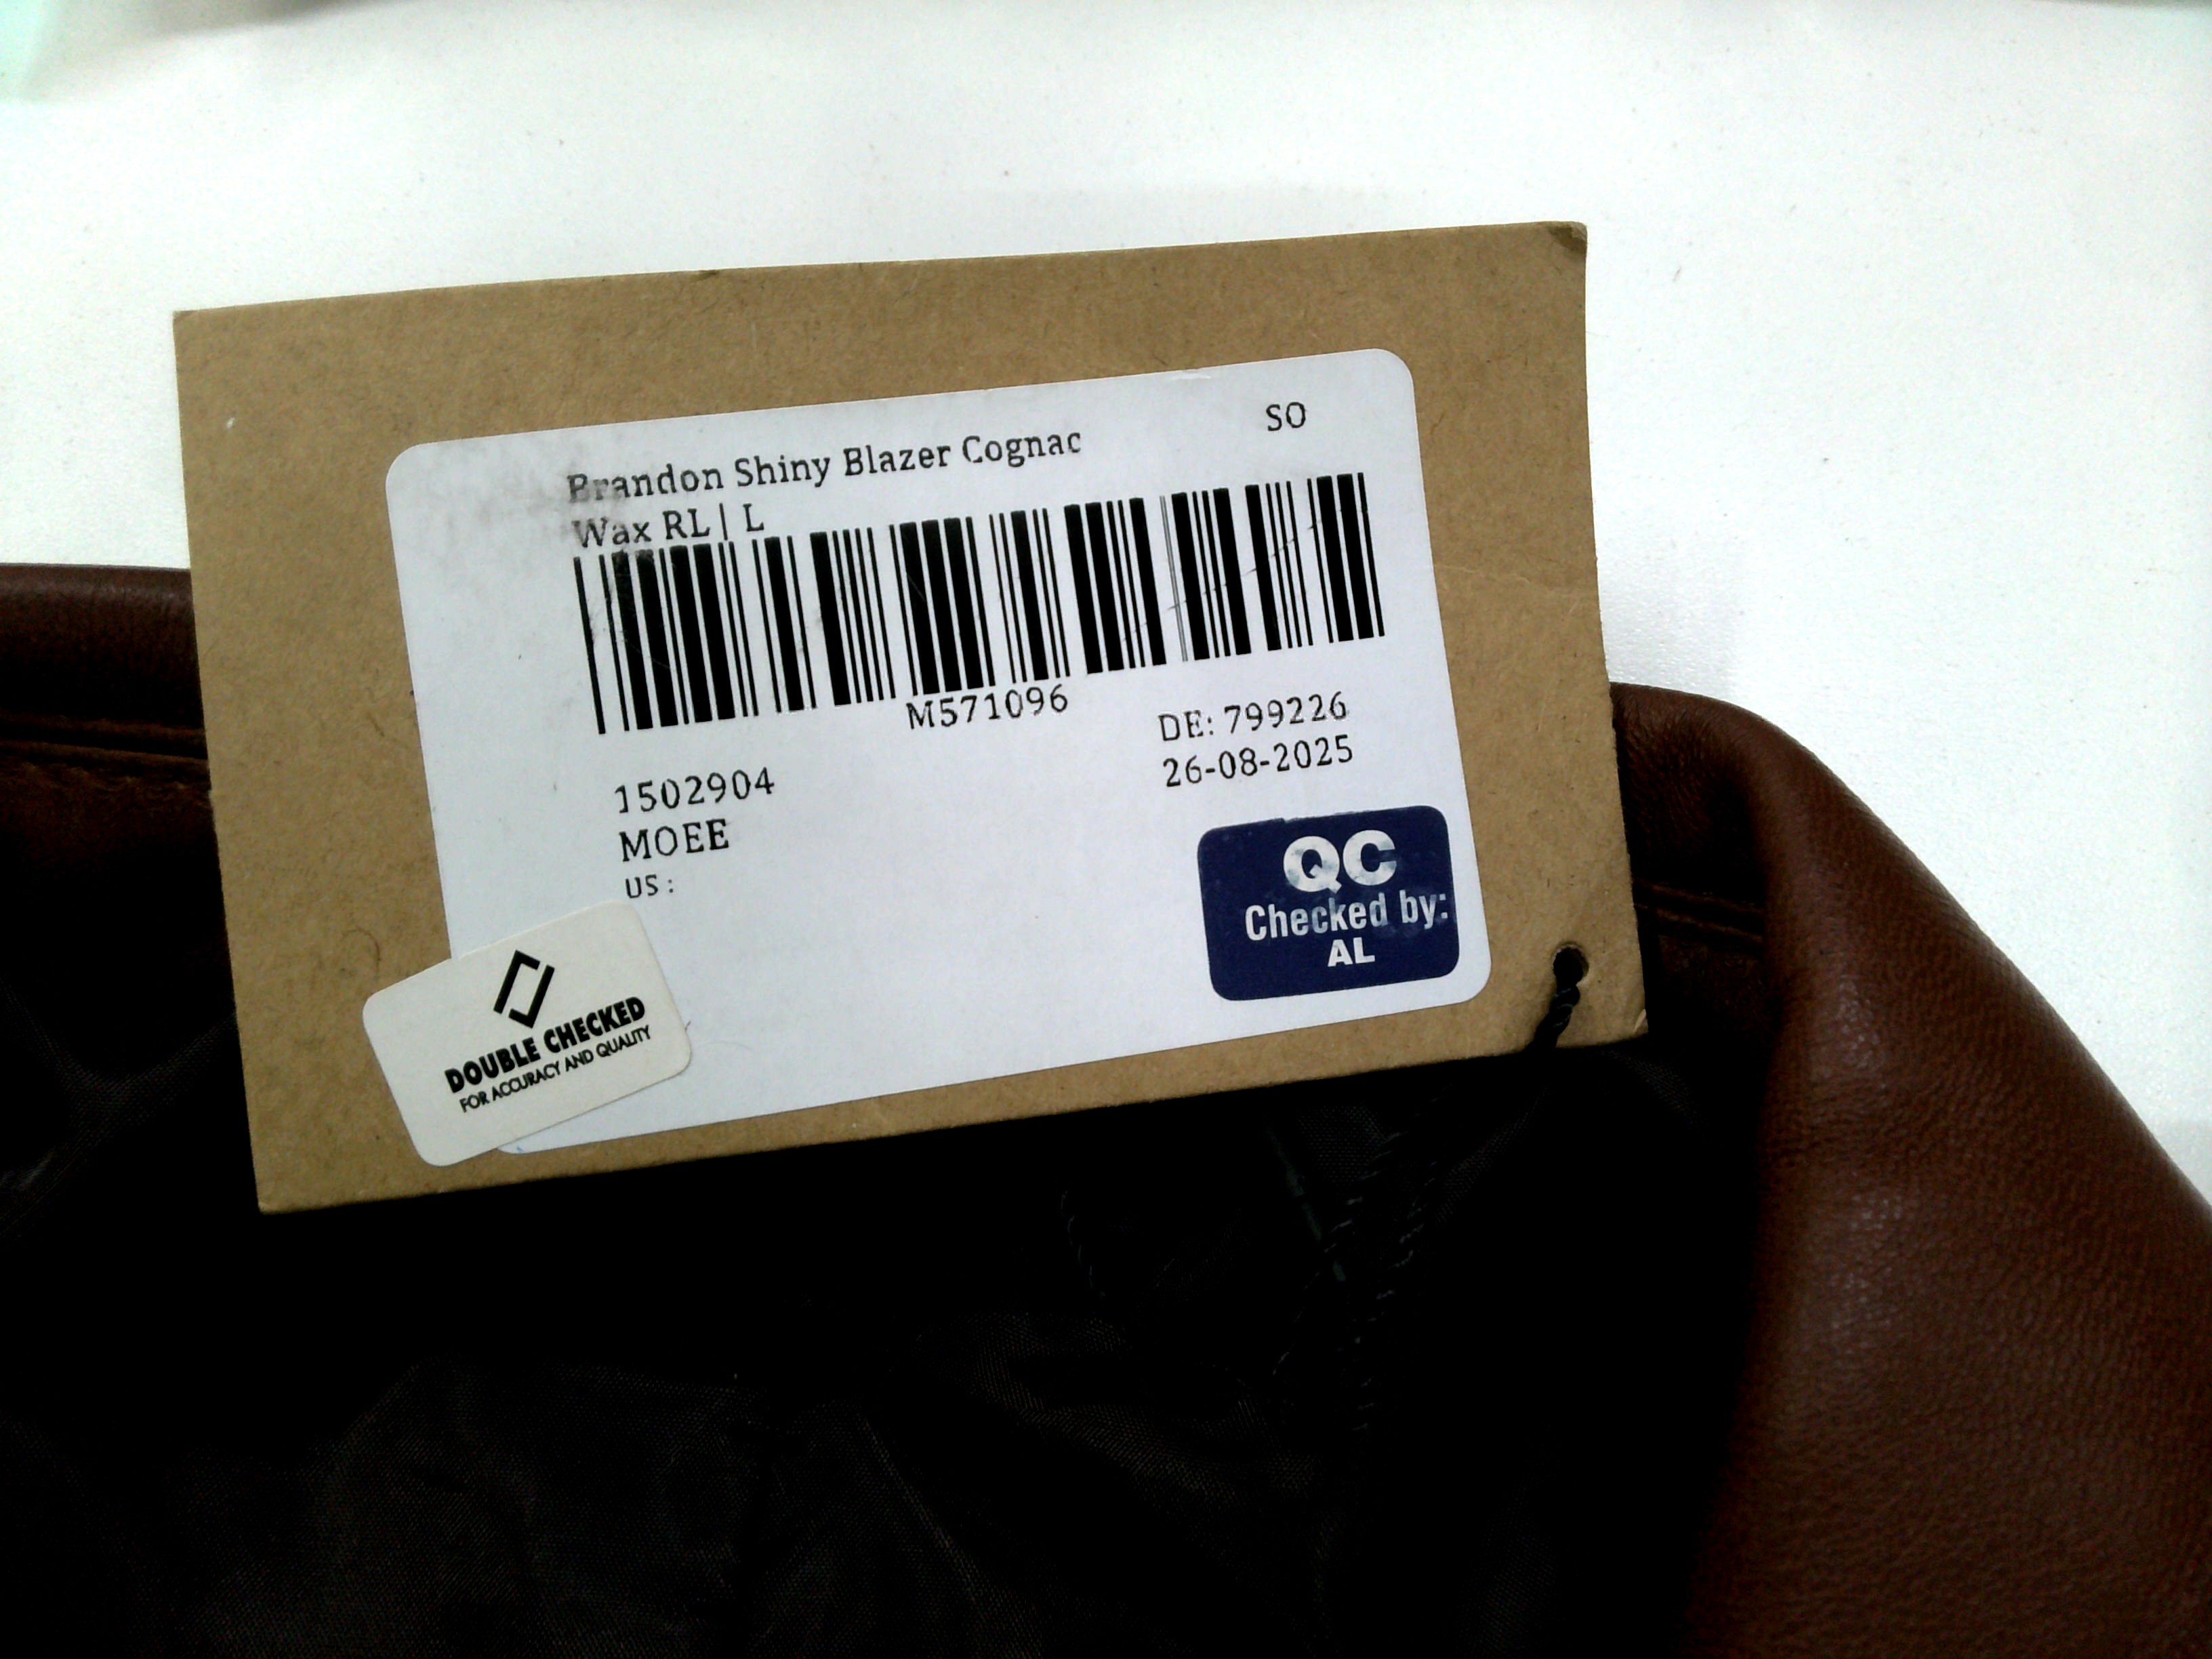 Brandon Shiny Blazer Cognac
SO
Wax RL | L
M571096
DE: 799226
26-08-2025
1502904
MOEE
US :
QC
Checked by:
AL
DOUBLE CHECKED
FOR ACCURACY AND QUALITY